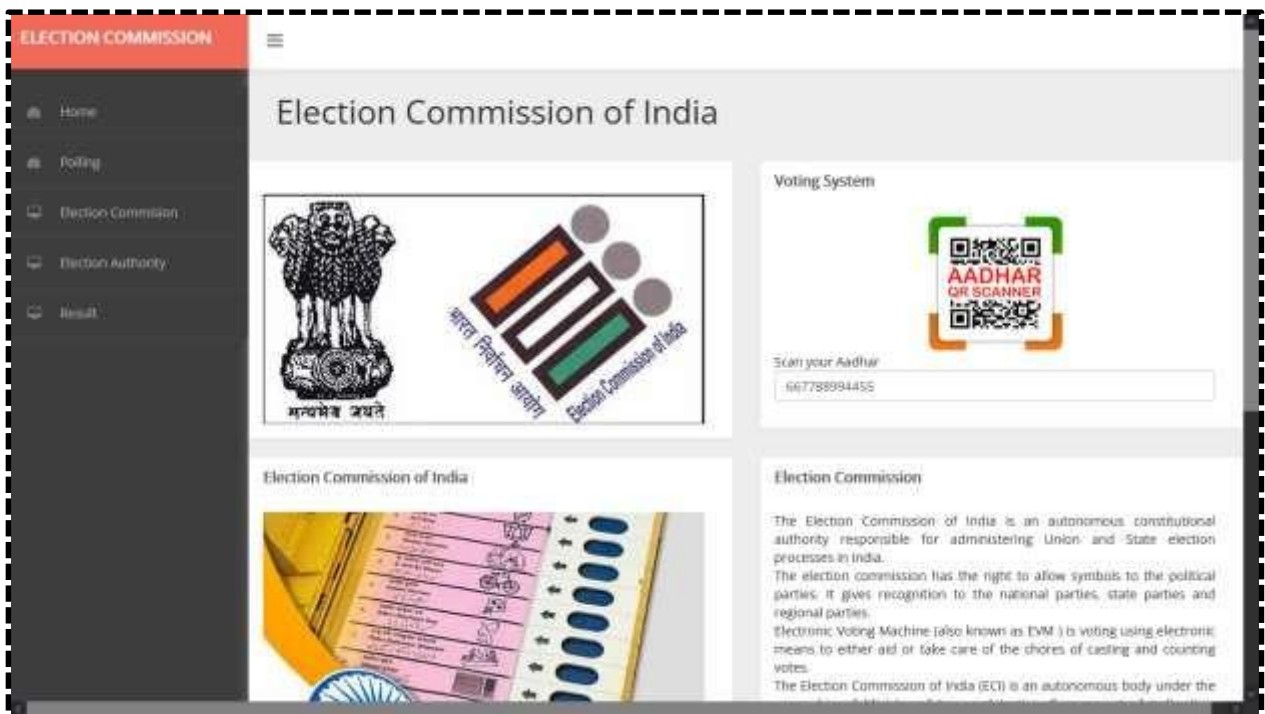 ELECTION COMMISSION
Home
Polling
Election Commision
Election Authority
Result
Election Commission of India
सत्यमेव जयते
भारत निर्वाचन आयोग
Election Commission of India
Voting System
AADHAR
QR SCANNER
Scan your Aadhar
667788994455
Election Commission of India
Election Commission
The Election Commission of India is an autonomous constitutional
authority responsible for administering Union and State election
processes in India.
The election commission has the right to allow symbols to the political
parties. It gives recognition to the national parties, state parties and
regional parties.
Electronic Voting Machine (also known as EVM ) is voting using electronic
means to either aid or take care of the chores of casting and counting
votes.
The Election Commission of India (ECI) is an autonomous body under the